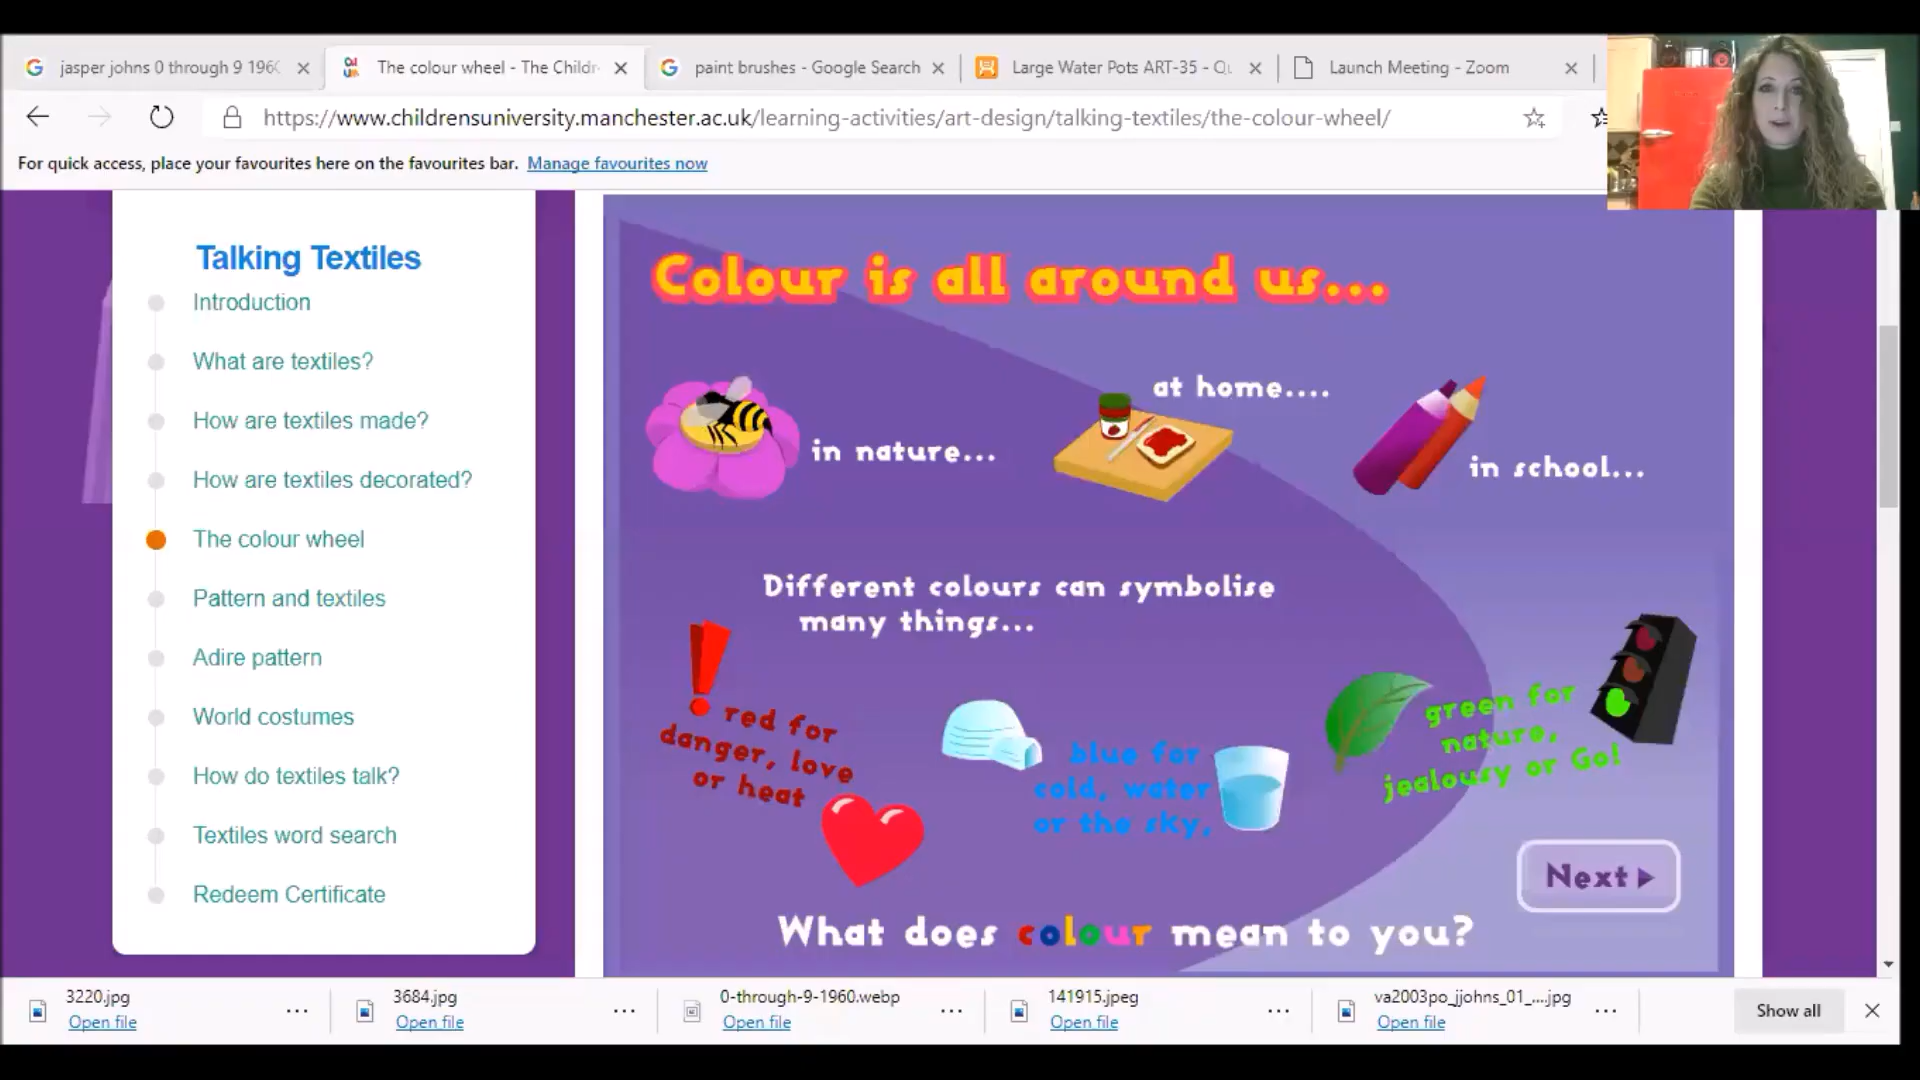 jasper johns 0 through 9 196
The colour wheel - The Childr
paint brushes - Google Search
Large Water Pots ART-35 - Qu
Launch Meeting - Zoom
https://www.childrensuniversity.manchester.ac.uk/learning-activities/art-design/talking-textiles/the-colour-wheel/
For quick access, place your favourites here on the favourites bar. Manage favourites now
Talking Textiles
Introduction
What are textiles?
How are textiles made?
How are textiles decorated?
The colour wheel
Pattern and textiles
Adire pattern
World costumes
How do textiles talk?
Textiles word search
Redeem Certificate
Colour is all around us...
in nature...
at home....
in school...
Different colours can symbolise
many things...
red for
danger, love
or heat
blue for
cold, water
or the sky,
green for
nature,
jealousy or Go!
Next
What does colour mean to you?
3220.jpg
Open file
3684.jpg
Open file
0-through-9-1960.webp
Open file
141915.jpeg
Open file
va2003po_jjohns_01_....jpg
Open file
Show all